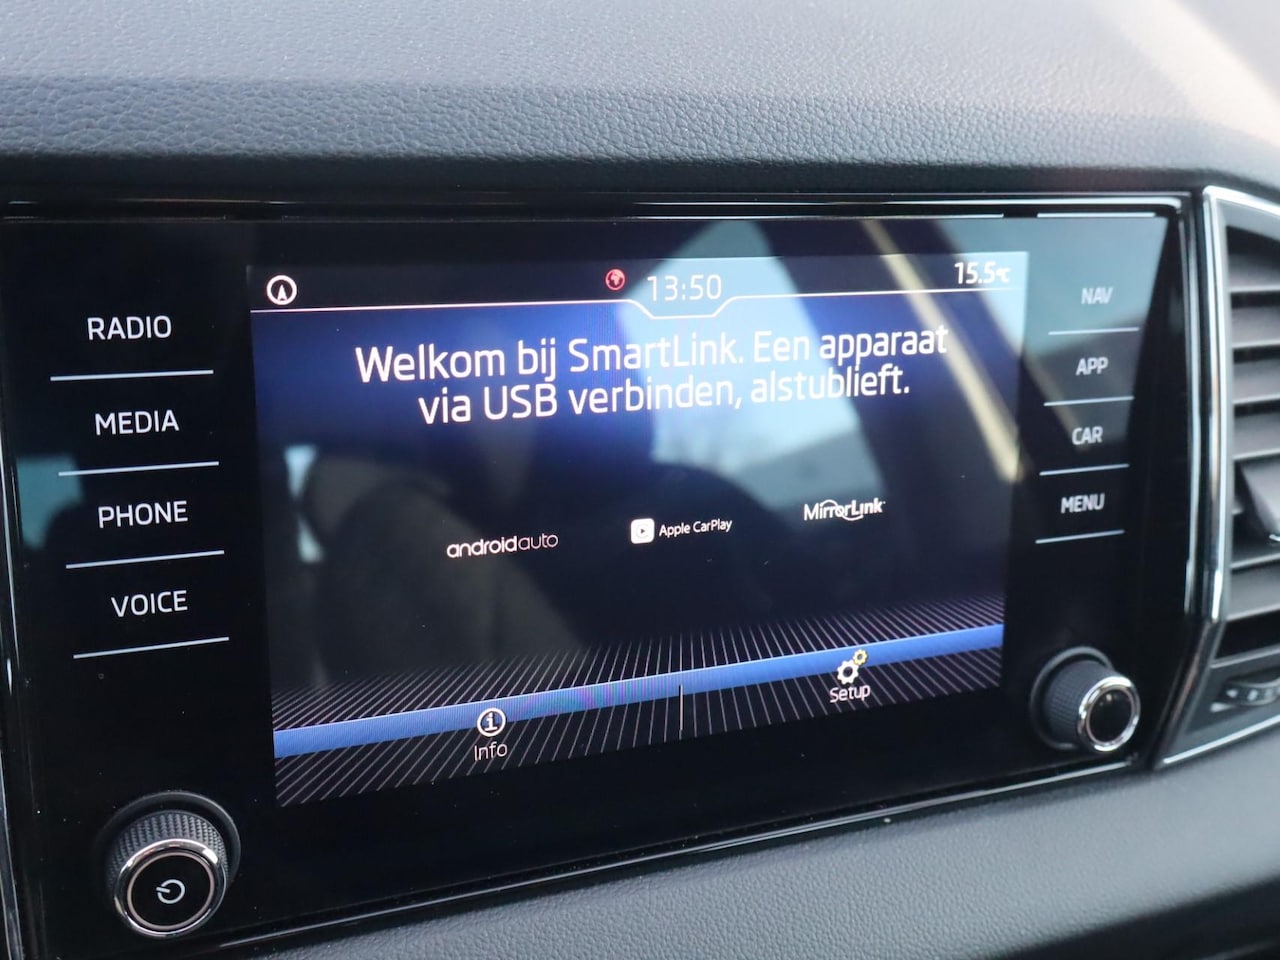 13:50
15.5°C
RADIO
MEDIA
PHONE
VOICE
Welkom bij SmartLink. Een apparaat
via USB verbinden, alstublieft.
androidauto
Apple CarPlay
MirrorLink
Info
Setup
NAV
APP
CAR
MENU